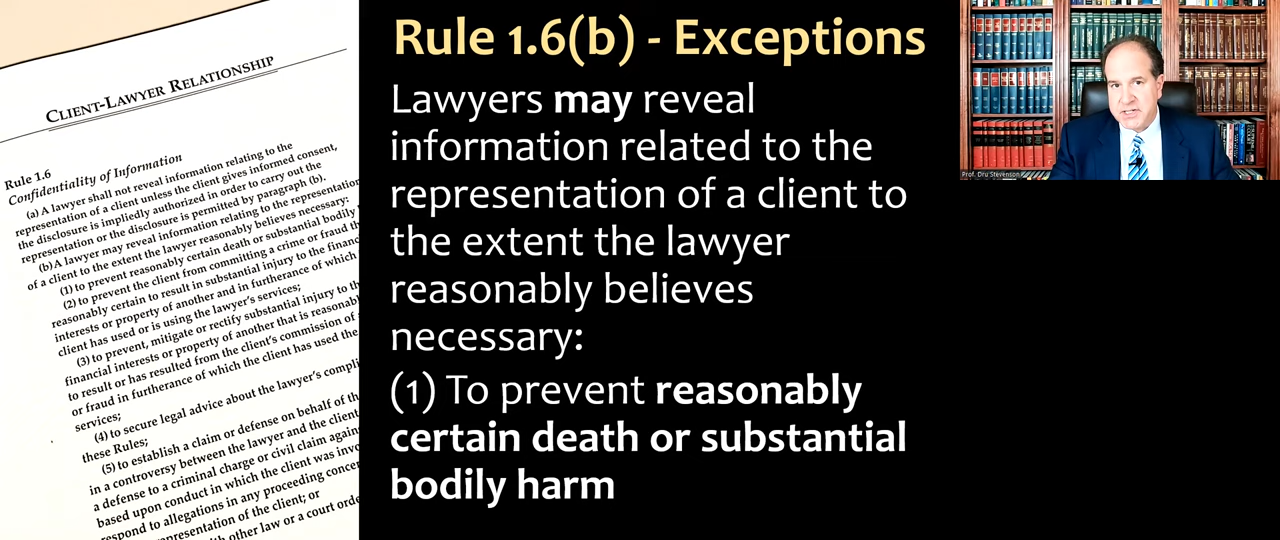 CLIENT-LAWYER RELATIONSHIP
Rule 1.6
Confidentiality of Information
(a) A lawyer shall not reveal information relating to the
representation of a client unless the client gives informed consent,
the disclosure is impliedly authorized in order to carry out the
representation or the disclosure is permitted by paragraph (b).
(b) A lawyer may reveal information relating to the representation
of a client to the extent the lawyer reasonably believes necessary:
(1) to prevent reasonably certain death or substantial bodily
(2) to prevent the client from committing a crime or fraud
reasonably certain to result in substantial injury to the
interests or property of another and in furtherance of which
client has used or is using the lawyer's services;
(3) to prevent, mitigate or rectify substantial injury to
financial interests or property of another that is
to result or has resulted from the client's commission of
or fraud in furtherance of which the client has used the
services;
(4) to secure legal advice about the lawyer's
these Rules;
(5) to establish a claim or defense on behalf of
in a controversy between the lawyer and the client
a defense to a criminal charge or civil claim
based upon conduct in which the client was
respond to allegations in any proceeding
of the client; or
other law or a court
Rule 1.6(b) - Exceptions
Lawyers may reveal
information related to the
representation of a client to
the extent the lawyer
reasonably believes
necessary:
(1) To prevent reasonably
certain death or substantial
bodily harm
Prof. Dru Stevenson